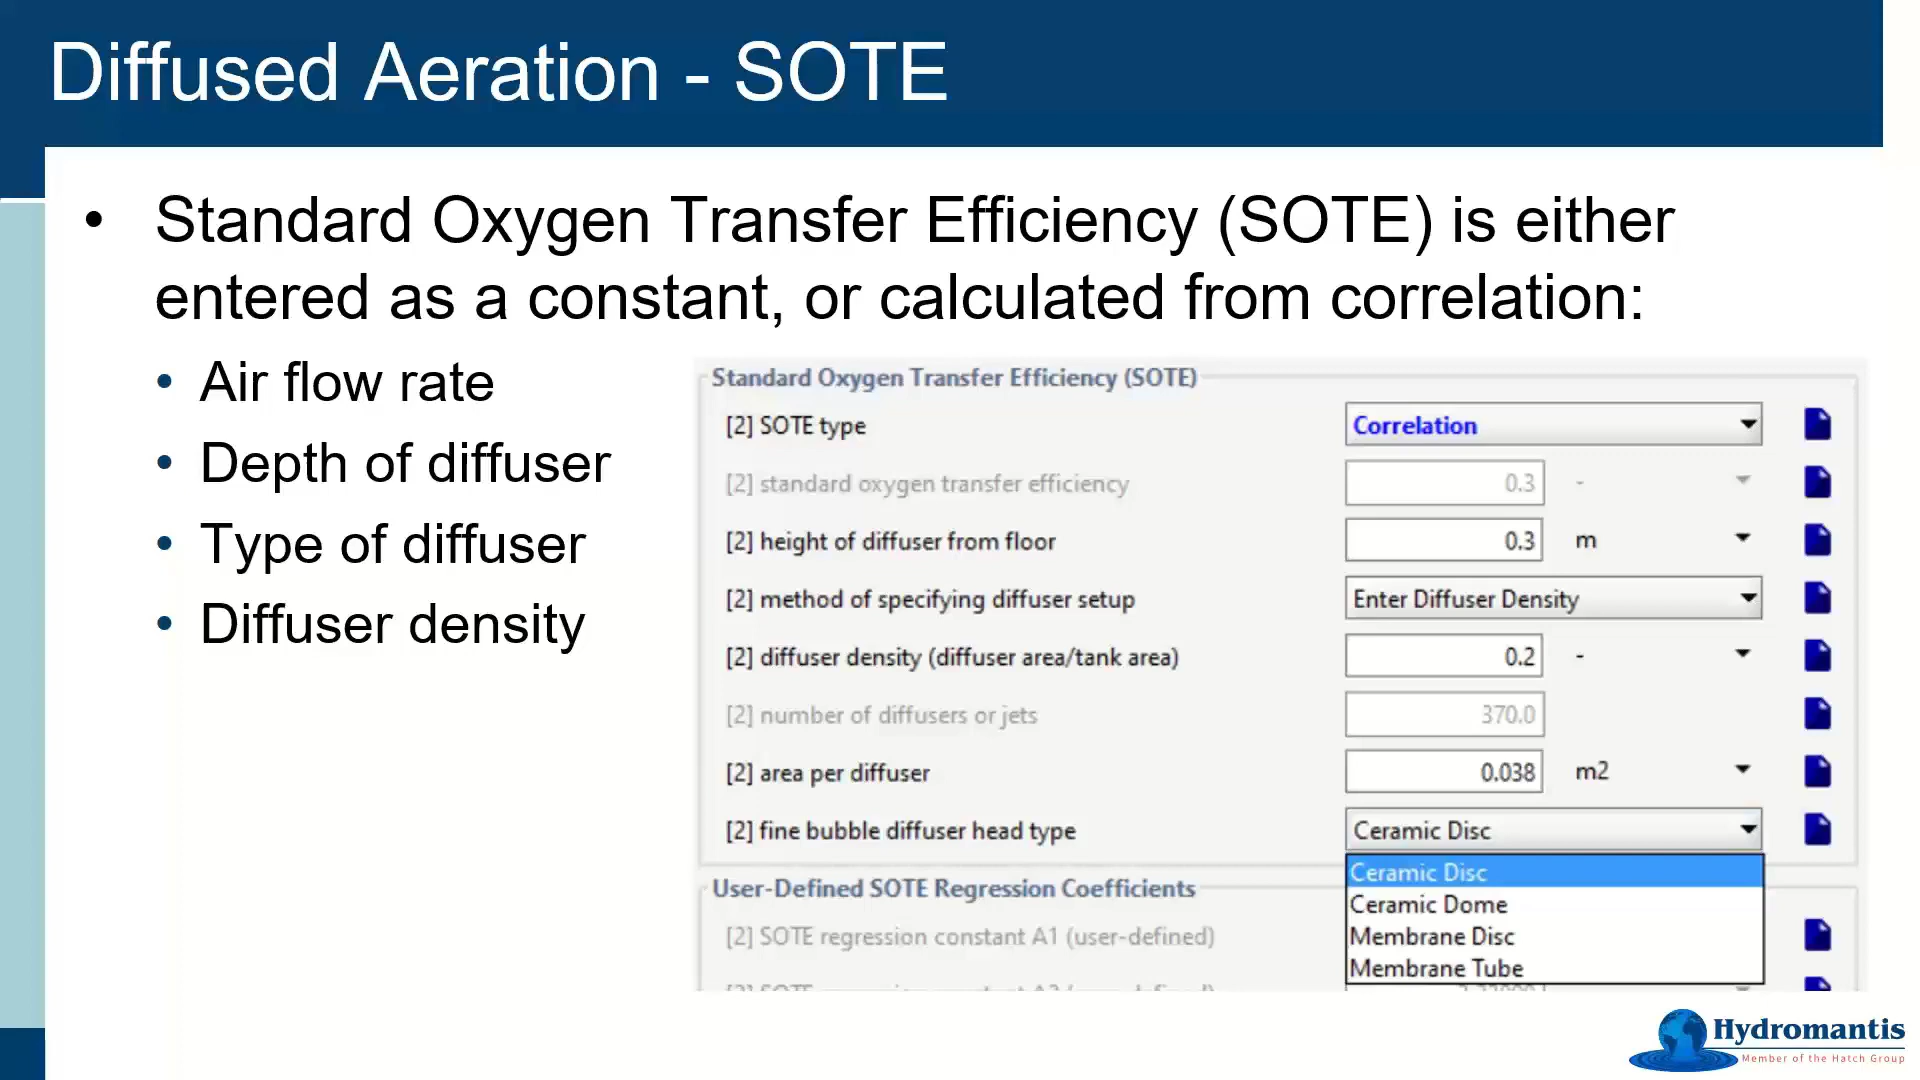 Diffused Aeration - SOTE
• Standard Oxygen Transfer Efficiency (SOTE) is either
entered as a constant, or calculated from correlation:
• Air flow rate
• Depth of diffuser
• Type of diffuser
• Diffuser density
Standard Oxygen Transfer Efficiency (SOTE)
[2] SOTE type Correlation
[2] standard oxygen transfer efficiency 0.3 -
[2] height of diffuser from floor 0.3 m
[2] method of specifying diffuser setup Enter Diffuser Density
[2] diffuser density (diffuser area/tank area) 0.2 -
[2] number of diffusers or jets 370.0
[2] area per diffuser 0.038 m2
[2] fine bubble diffuser head type Ceramic Disc
Ceramic Disc
Ceramic Dome
Membrane Disc
Membrane Tube
User-Defined SOTE Regression Coefficients
[2] SOTE regression constant A1 (user-defined)
Hydromantis
Member of the Hatch Group